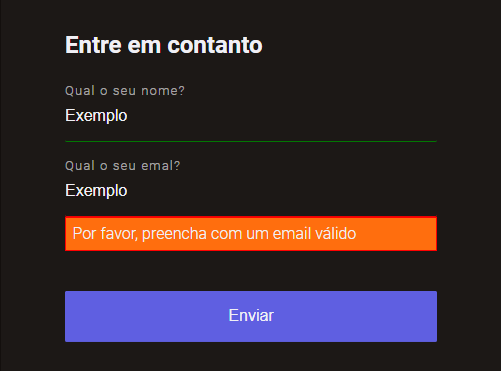 Entre em contanto
Qual o seu nome?
Exemplo
Qual o seu emal?
Exemplo
Por favor, preencha com um email válido
Enviar